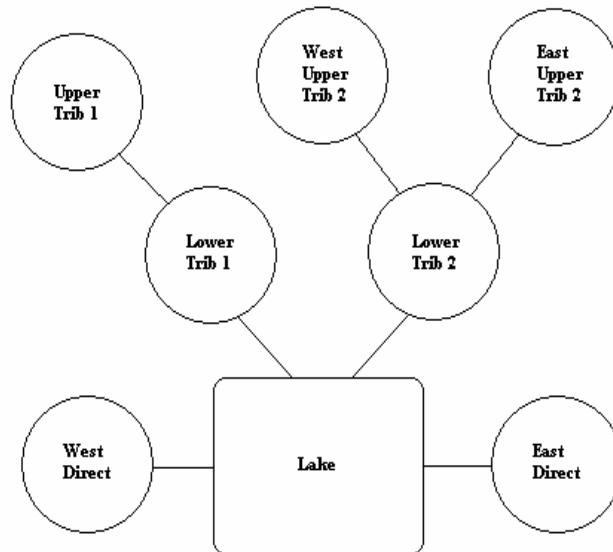 West
Upper
Trib 2
East
Upper
Trib 2
Upper
Trib 1
Lower
Trib 1
Lower
Trib 2
West
Direct
Lake
East
Direct